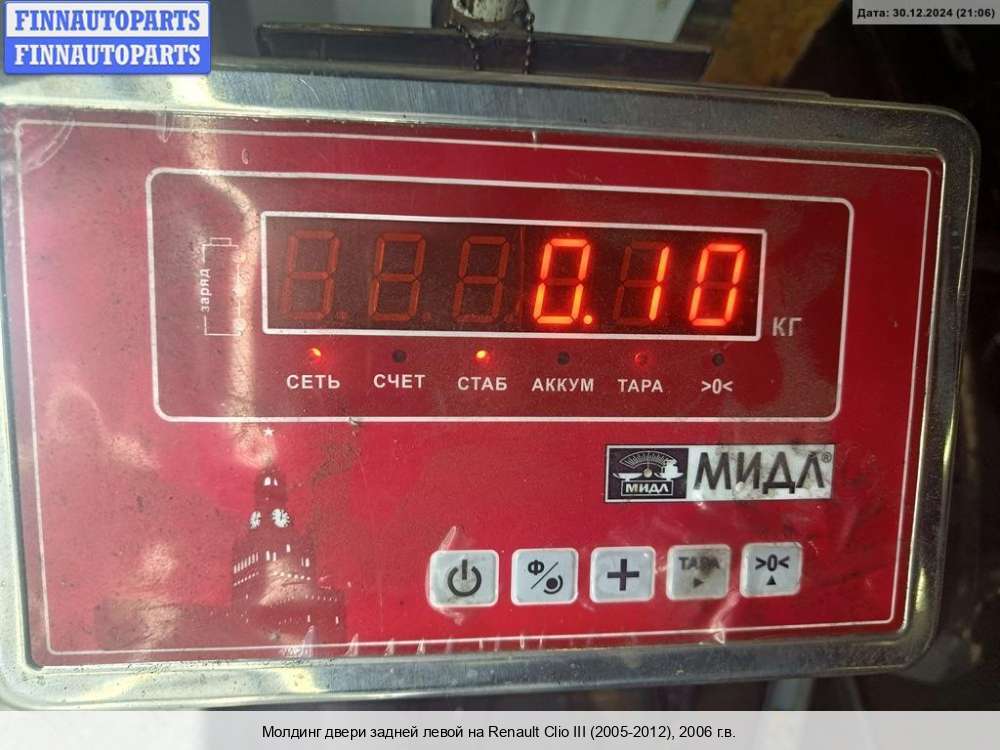 FINNAUTOPARTS
FINNAUTOPARTS
Дата: 30.12.2024 (21:06)
заряд
0.10
КГ
СЕТЬ СЧЕТ СТАБ АККУМ ТАРА >0<
МИДЛ МИДЛ®
Ф ТАРА >0<
Молдинг двери задней левой на Renault Clio III (2005-2012), 2006 г.в.